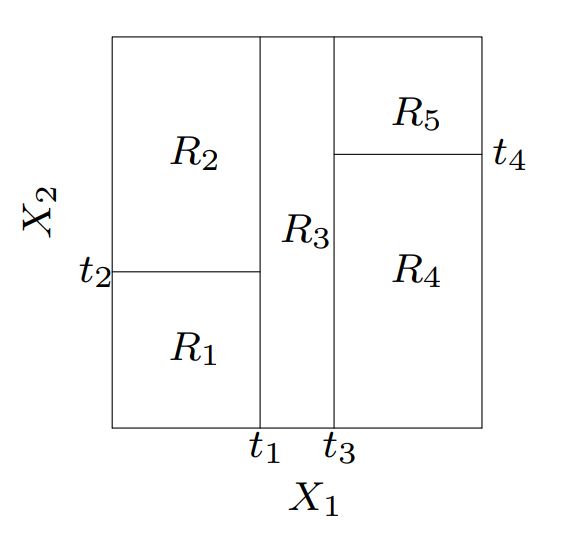 R₅
R₂
t₄
X₂
R₃
t₂
R₄
R₁
t₁ t₃
X₁